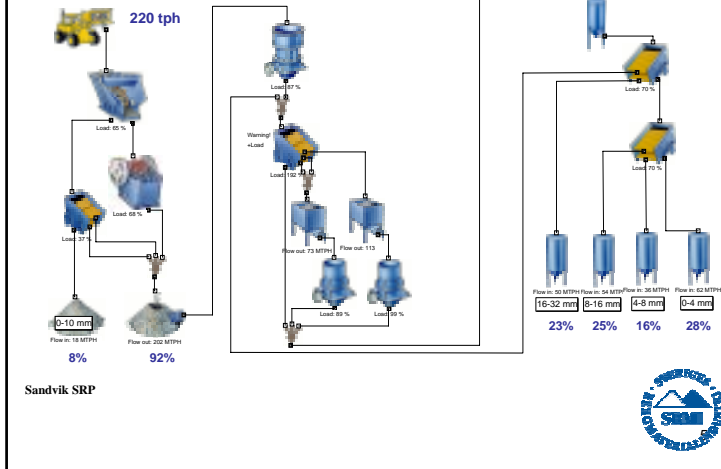 220 tph
Load: 65 %
Load: 68 %
Load: 37 %
0-10 mm
Flow in: 18 MTPH
8%
Flow out: 202 MTPH
92%
Load: 87 %
Warning!
+Load
Load: 192 %
Flow out: 73 MTPH
Flow out: 113
Load: 89 %
Load: 99 %
Load: 70 %
Load: 70 %
Flow in: 50 MTPH
Flow in: 54 MTPH
Flow in: 36 MTPH
Flow in: 62 MTPH
16-32 mm
8-16 mm
4-8 mm
0-4 mm
23%
25%
16%
28%
Sandvik SRP
SVERIGES
SBMI